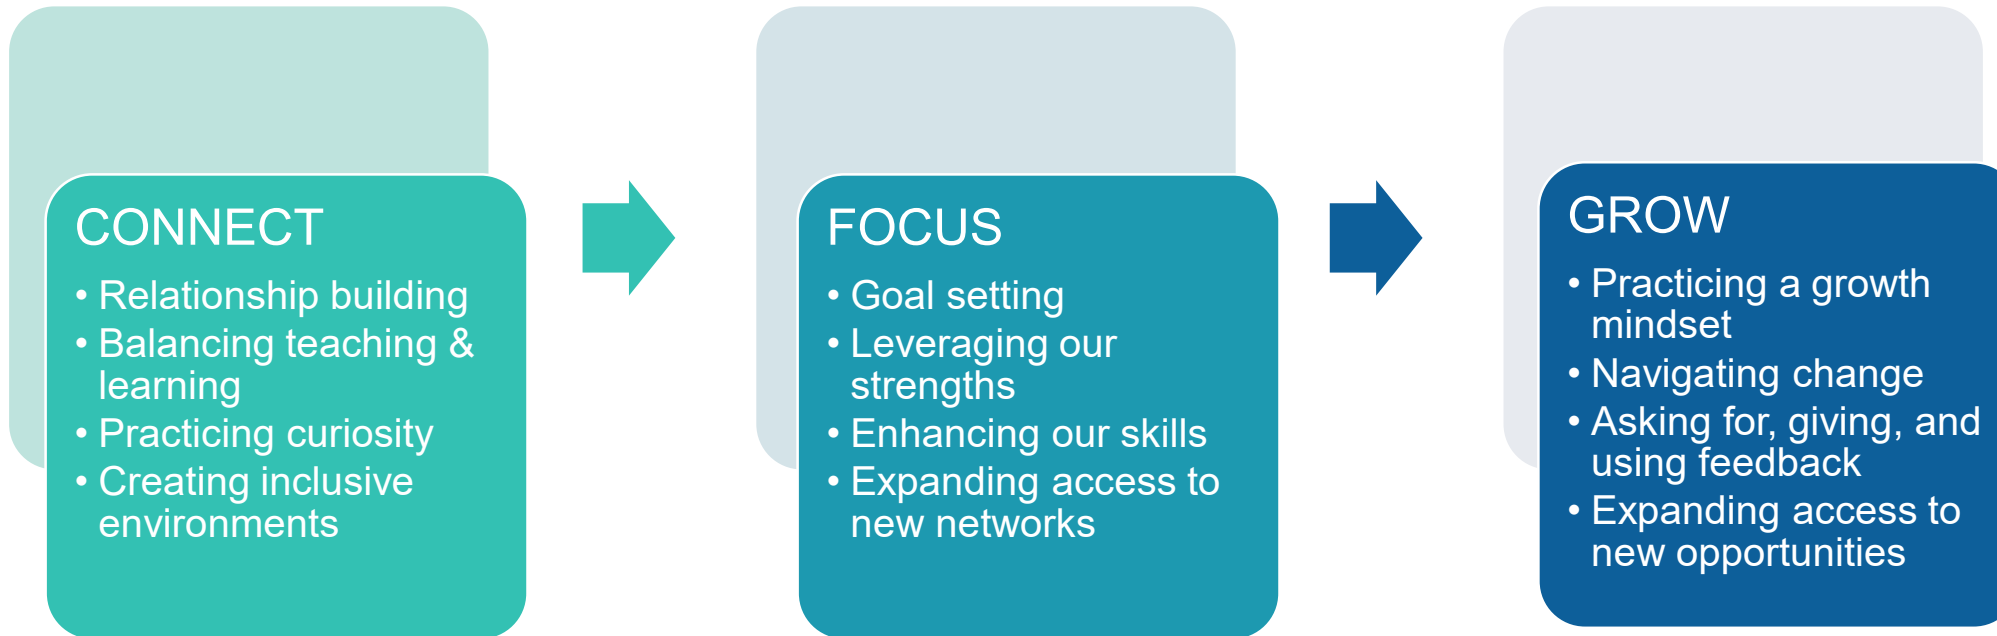 CONNECT
• Relationship building
• Balancing teaching &
learning
• Practicing curiosity
• Creating inclusive
environments
FOCUS
• Goal setting
• Leveraging our
strengths
• Enhancing our skills
• Expanding access to
new networks
GROW
• Practicing a growth
mindset
• Navigating change
• Asking for, giving, and
using feedback
• Expanding access to
new opportunities